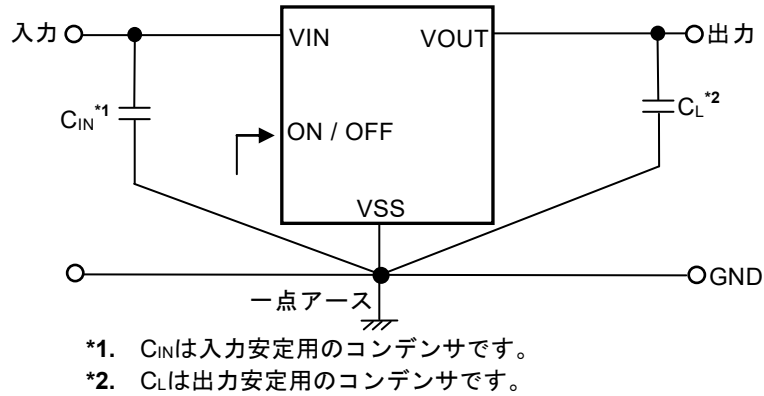 入力
VIN
VOUT
出力
CIN*1
CL*2
ON / OFF
VSS
GND
一点アース
*1. CINは入力安定用のコンデンサです。
*2. CLは出力安定用のコンデンサです。